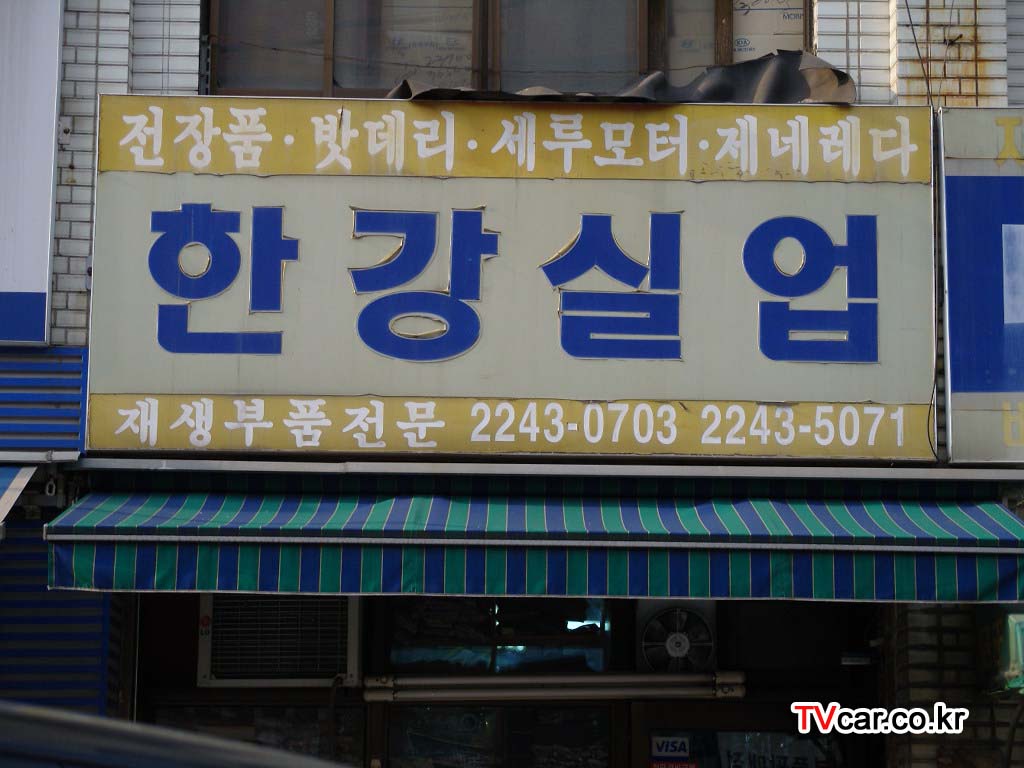 전장품·밧데리·세루모터·제네레다
한강실업
재생부품전문 2243-0703 2243-5071
LG
VISA
TVcar.co.kr